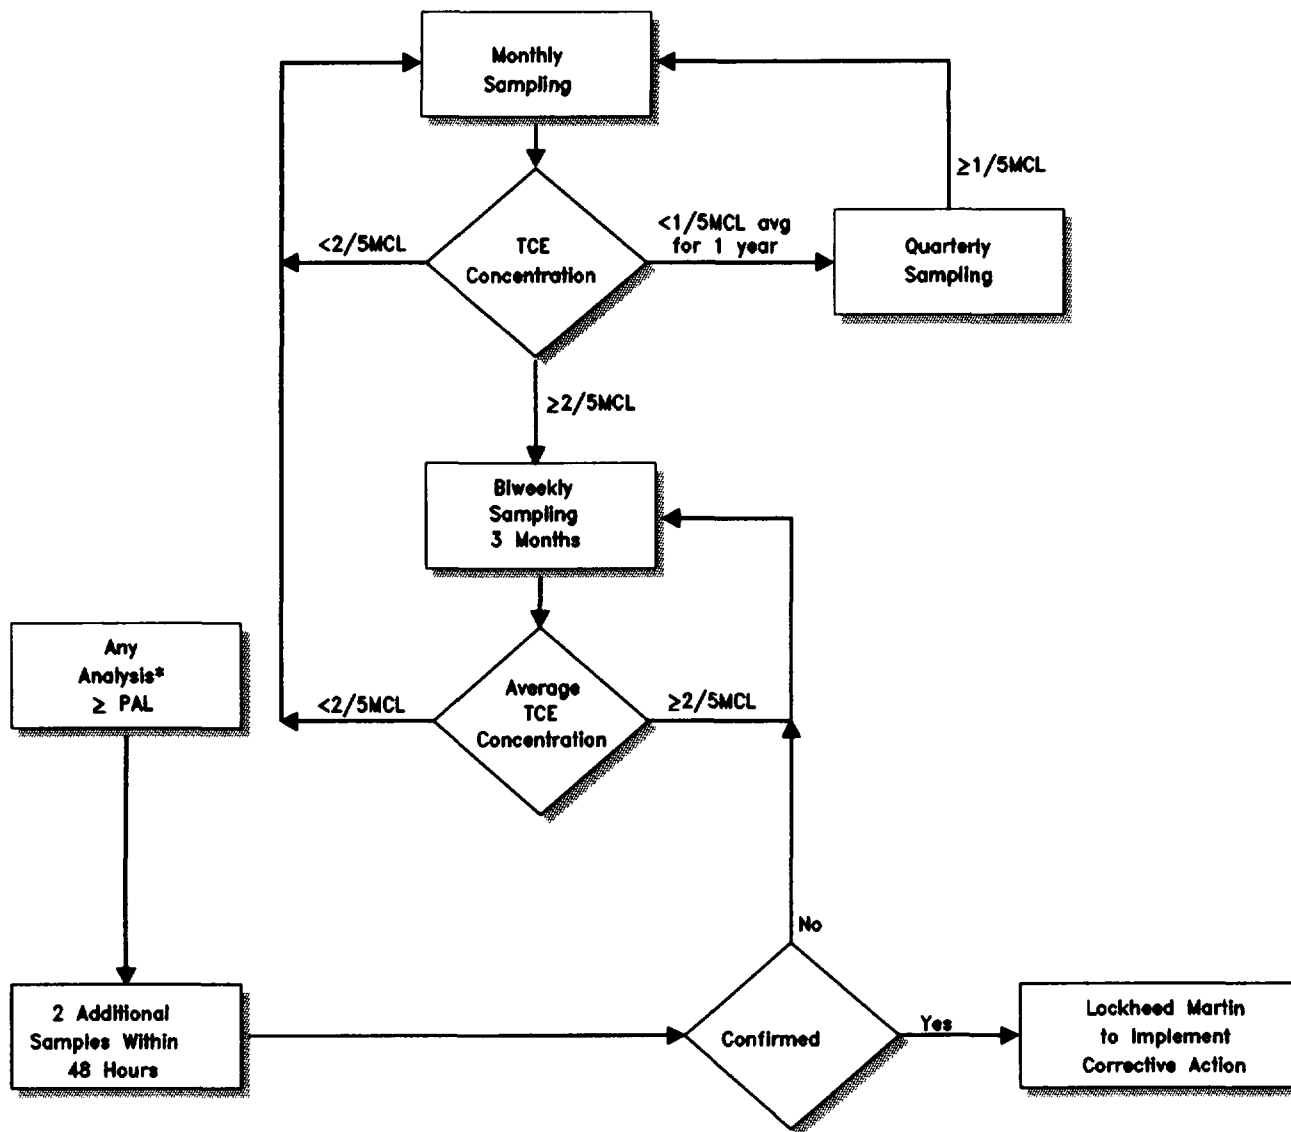 Monthly
Sampling
≥1/5MCL
<2/5MCL
TCE
Concentration
<1/5MCL avg
for 1 year
Quarterly
Sampling
≥2/5MCL
Biweekly
Sampling
3 Months
Any
Analysis*
≥ PAL
<2/5MCL
Average
TCE
Concentration
≥2/5MCL
No
2 Additional
Samples Within
48 Hours
Confirmed
Yes
Lockheed Martin
to Implement
Corrective Action